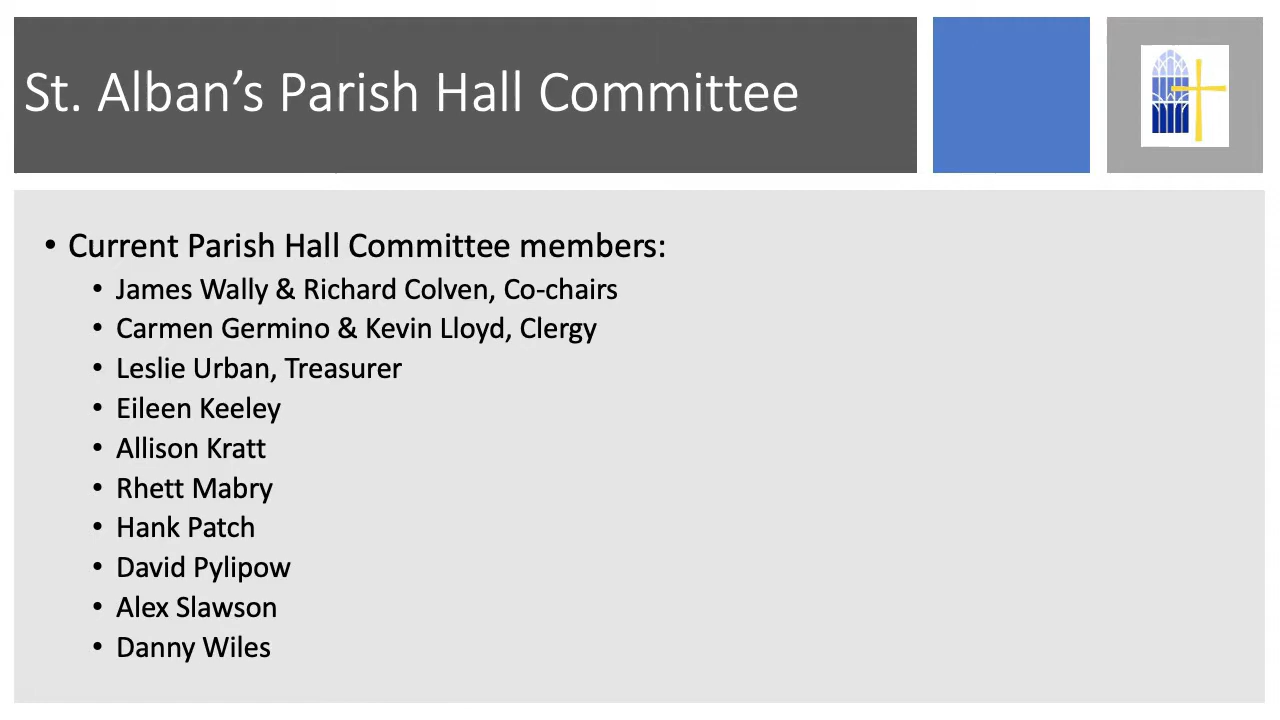 St. Alban’s Parish Hall Committee
• Current Parish Hall Committee members:
• James Wally & Richard Colven, Co-chairs
• Carmen Germino & Kevin Lloyd, Clergy
• Leslie Urban, Treasurer
• Eileen Keeley
• Allison Kratt
• Rhett Mabry
• Hank Patch
• David Pylipow
• Alex Slawson
• Danny Wiles